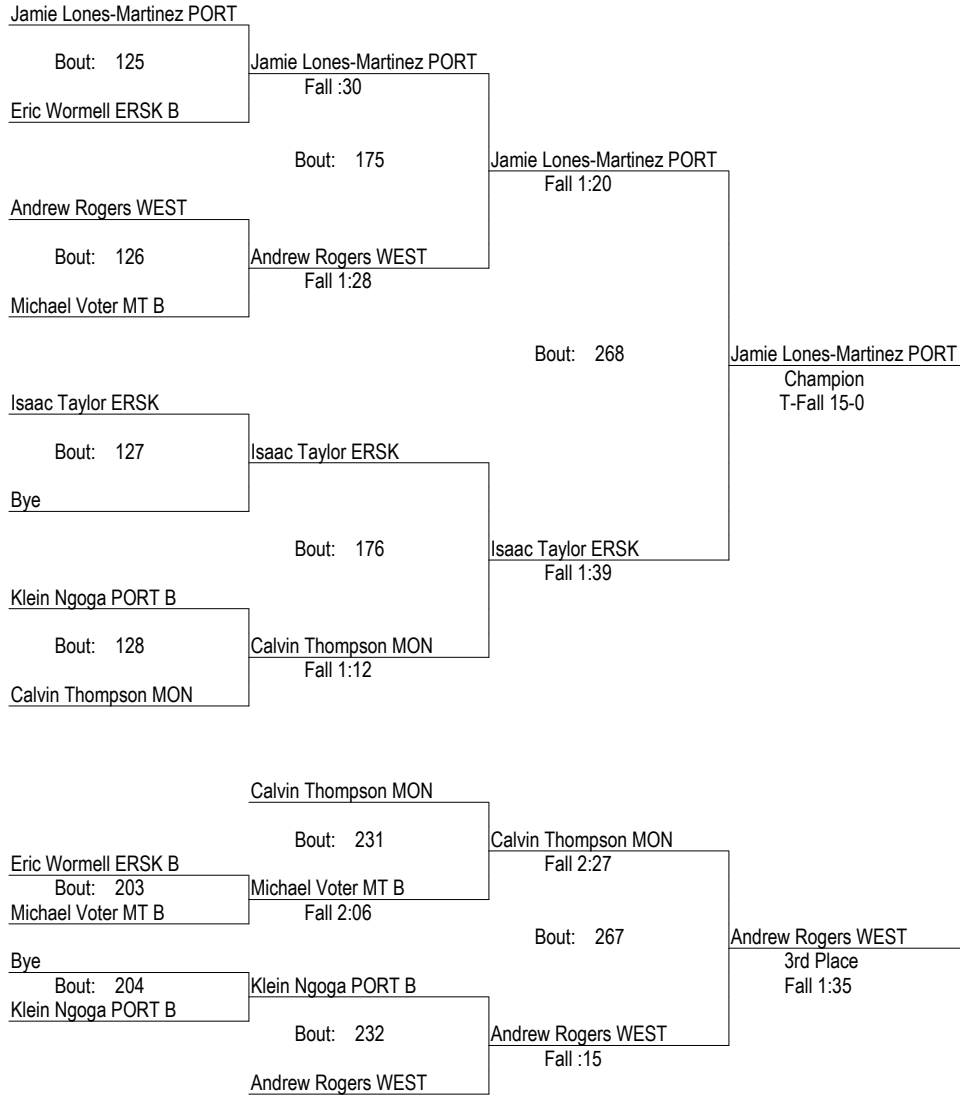 Jamie Lones-Martinez PORT
Bout: 125
Jamie Lones-Martinez PORT
Fall :30
Eric Wormell ERSK B
Bout: 175
Jamie Lones-Martinez PORT
Fall 1:20
Andrew Rogers WEST
Bout: 126
Andrew Rogers WEST
Fall 1:28
Michael Voter MT B
Bout: 268
Jamie Lones-Martinez PORT
Champion
T-Fall 15-0
Isaac Taylor ERSK
Bout: 127
Isaac Taylor ERSK
Bye
Bout: 176
Isaac Taylor ERSK
Fall 1:39
Klein Ngoga PORT B
Bout: 128
Calvin Thompson MON
Fall 1:12
Calvin Thompson MON
Calvin Thompson MON
Bout: 231
Calvin Thompson MON
Fall 2:27
Eric Wormell ERSK B
Bout: 203
Michael Voter MT B
Fall 2:06
Michael Voter MT B
Bout: 267
Andrew Rogers WEST
3rd Place
Fall 1:35
Bye
Bout: 204
Klein Ngoga PORT B
Klein Ngoga PORT B
Bout: 232
Andrew Rogers WEST
Fall :15
Andrew Rogers WEST